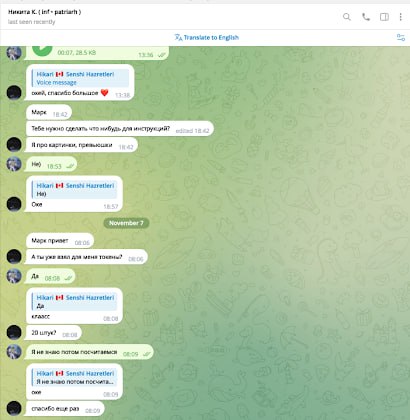 Никита К. ( inf • patriarh )
last seen recently
Translate to English
00:07, 28.5 KB
13:36
Hikari 🇨🇦 Senshi Hazretleri
Voice message
окей, спасибо большое ❤️ 13:38
Марк 18:42
Тебе нужно сделать что нибудь для инструкций? edited 18:42
Я про картинки, превьюшки 18:42
Не) 18:53
Hikari 🇨🇦 Senshi Hazretleri
Не)
Оке
18:57
November 7
Марк привет 08:06
А ты уже взял для меня токены? 08:08
Да 08:08
Hikari 🇨🇦 Senshi Hazretleri
Да
клаасс
08:08
20 штук? 08:08
Я не знаю потом посчитаемся 08:09
Hikari 🇨🇦 Senshi Hazretleri
Я не знаю потом посчита...
оке
08:09
спасибо еще раз 08:09